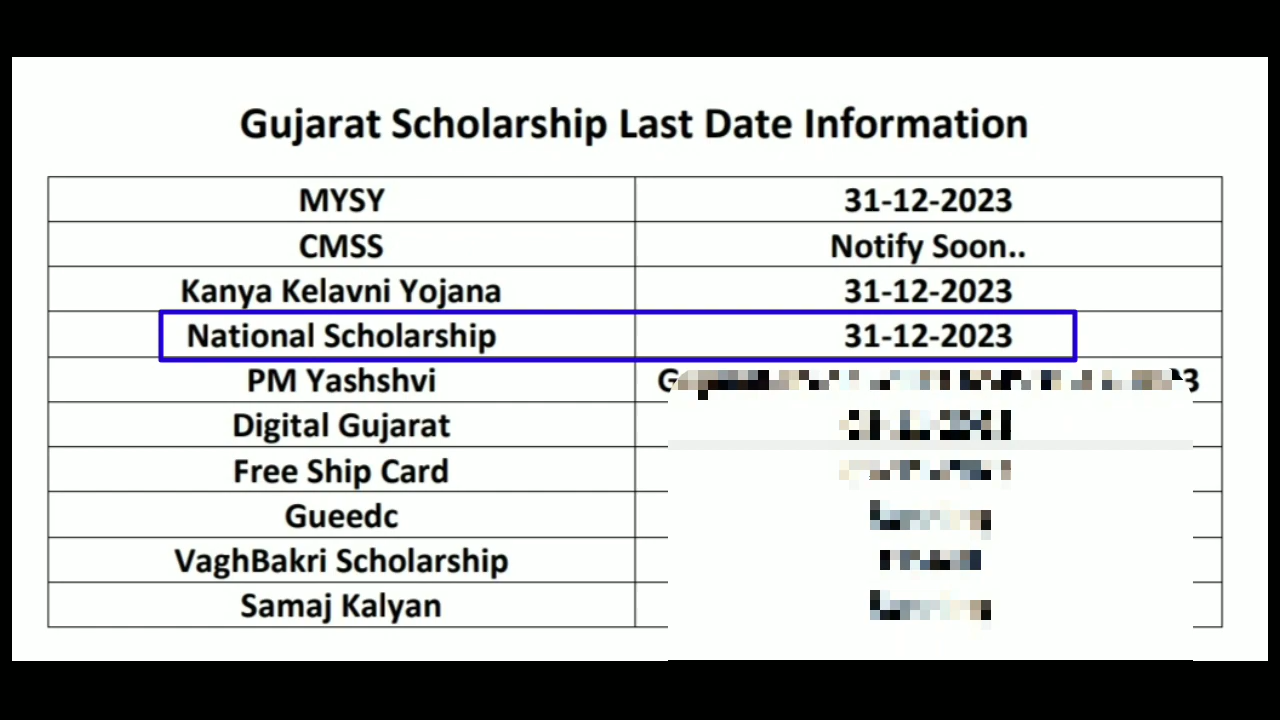 Gujarat Scholarship Last Date Information
MYSY 31-12-2023
CMSS Notify Soon..
Kanya Kelavni Yojana 31-12-2023
National Scholarship 31-12-2023
PM Yashshvi
Digital Gujarat
Free Ship Card
Gueedc
VaghBakri Scholarship
Samaj Kalyan